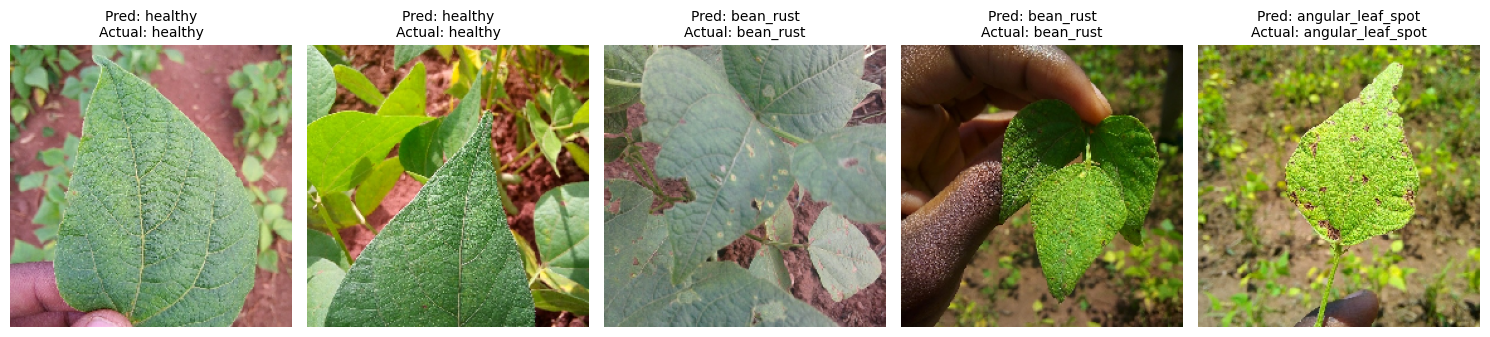 Pred: healthy
Actual: healthy
Pred: healthy
Actual: healthy
Pred: bean_rust
Actual: bean_rust
Pred: bean_rust
Actual: bean_rust
Pred: angular_leaf_spot
Actual: angular_leaf_spot